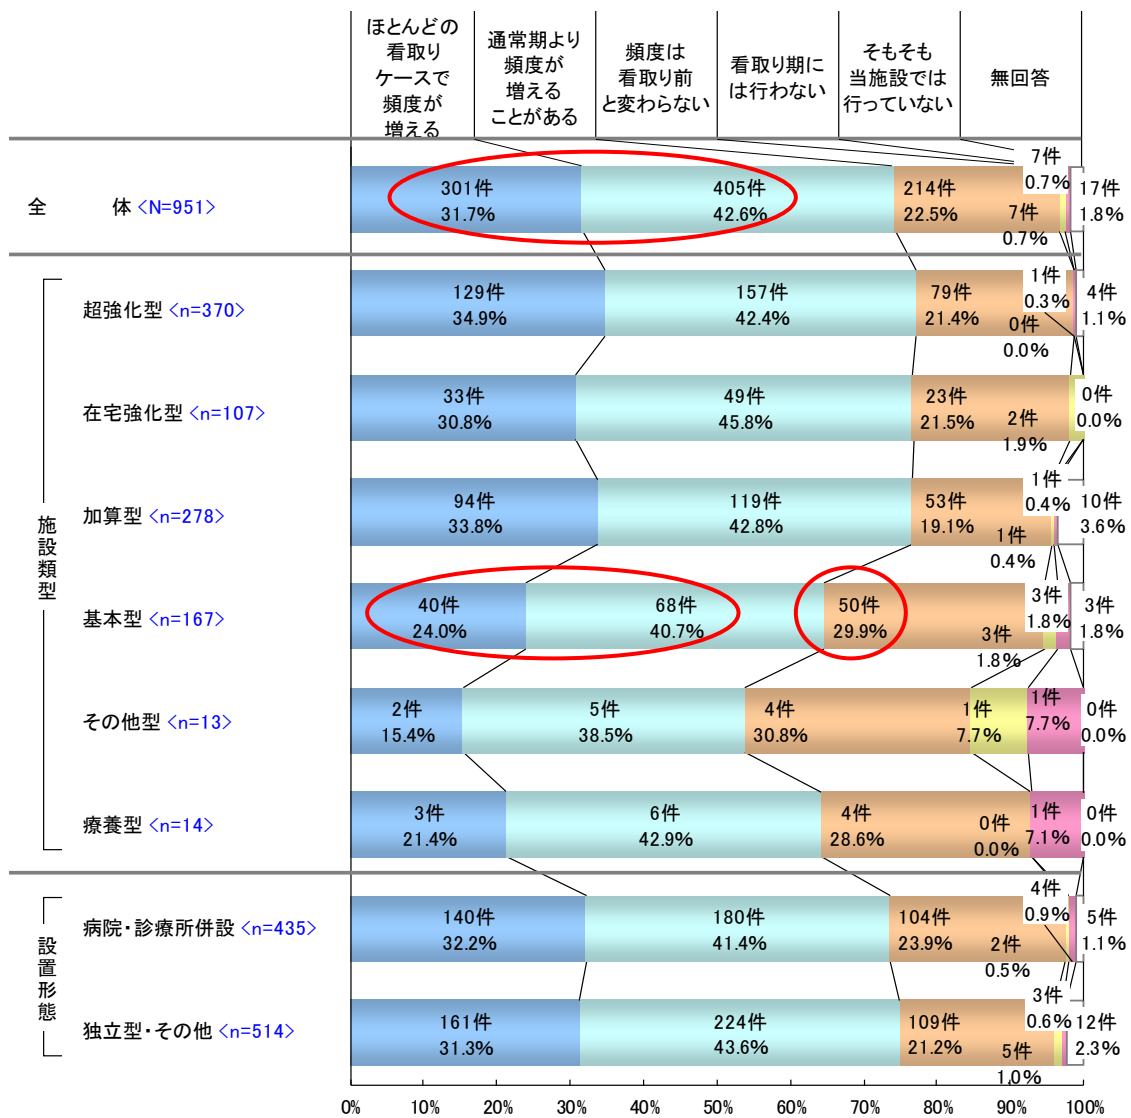 ほとんどの
看取り
ケースで
頻度が
増える
通常期より
頻度が
増える
ことがある
頻度は
看取り前
と変わらない
看取り期に
は行わない
そもそも
当施設では
行っていない
無回答
全 体 <N=951>
301件
31.7%
405件
42.6%
214件
22.5%
7件
0.7%
7件
0.7%
17件
1.8%
施設類型
超強化型 <n=370>
129件
34.9%
157件
42.4%
79件
21.4%
0件
0.0%
1件
0.3%
4件
1.1%
在宅強化型 <n=107>
33件
30.8%
49件
45.8%
23件
21.5%
2件
1.9%
0件
0.0%
加算型 <n=278>
94件
33.8%
119件
42.8%
53件
19.1%
1件
0.4%
1件
0.4%
10件
3.6%
基本型 <n=167>
40件
24.0%
68件
40.7%
50件
29.9%
3件
1.8%
3件
1.8%
3件
1.8%
その他型 <n=13>
2件
15.4%
5件
38.5%
4件
30.8%
1件
7.7%
1件
7.7%
0件
0.0%
療養型 <n=14>
3件
21.4%
6件
42.9%
4件
28.6%
0件
0.0%
1件
7.1%
0件
0.0%
設置形態
病院・診療所併設 <n=435>
140件
32.2%
180件
41.4%
104件
23.9%
2件
0.5%
4件
0.9%
5件
1.1%
独立型・その他 <n=514>
161件
31.3%
224件
43.6%
109件
21.2%
5件
1.0%
3件
0.6%
12件
2.3%
0% 10% 20% 30% 40% 50% 60% 70% 80% 90% 100%